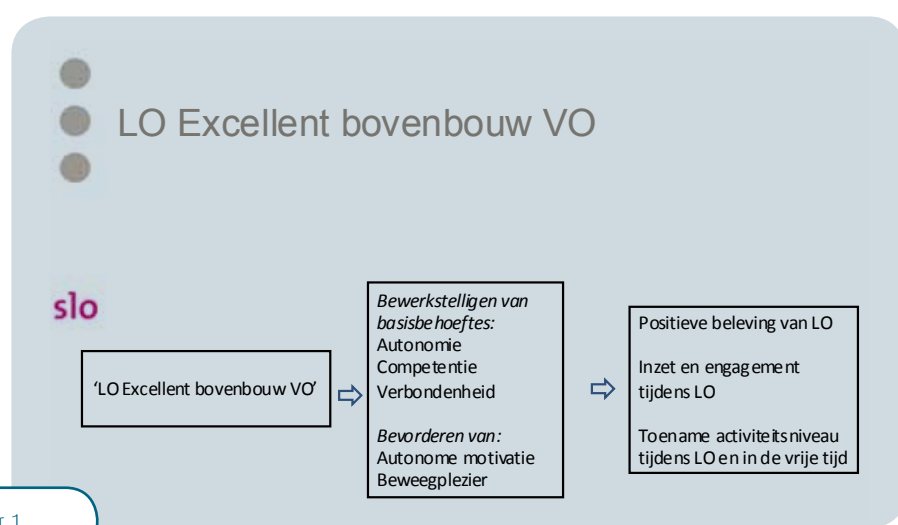 LO Excellent bovenbouw VO
slo
'LO Excellent bovenbouw VO'
Bewerkstelligen van
basisbehoeftes:
Autonomie
Competentie
Verbondenheid
Bevorderen van:
Autonome motivatie
Beweegplezier
Positieve beleving van LO
Inzet en engagement
tijdens LO
Toename activiteitsniveau
tijdens LO en in de vrije tijd
1